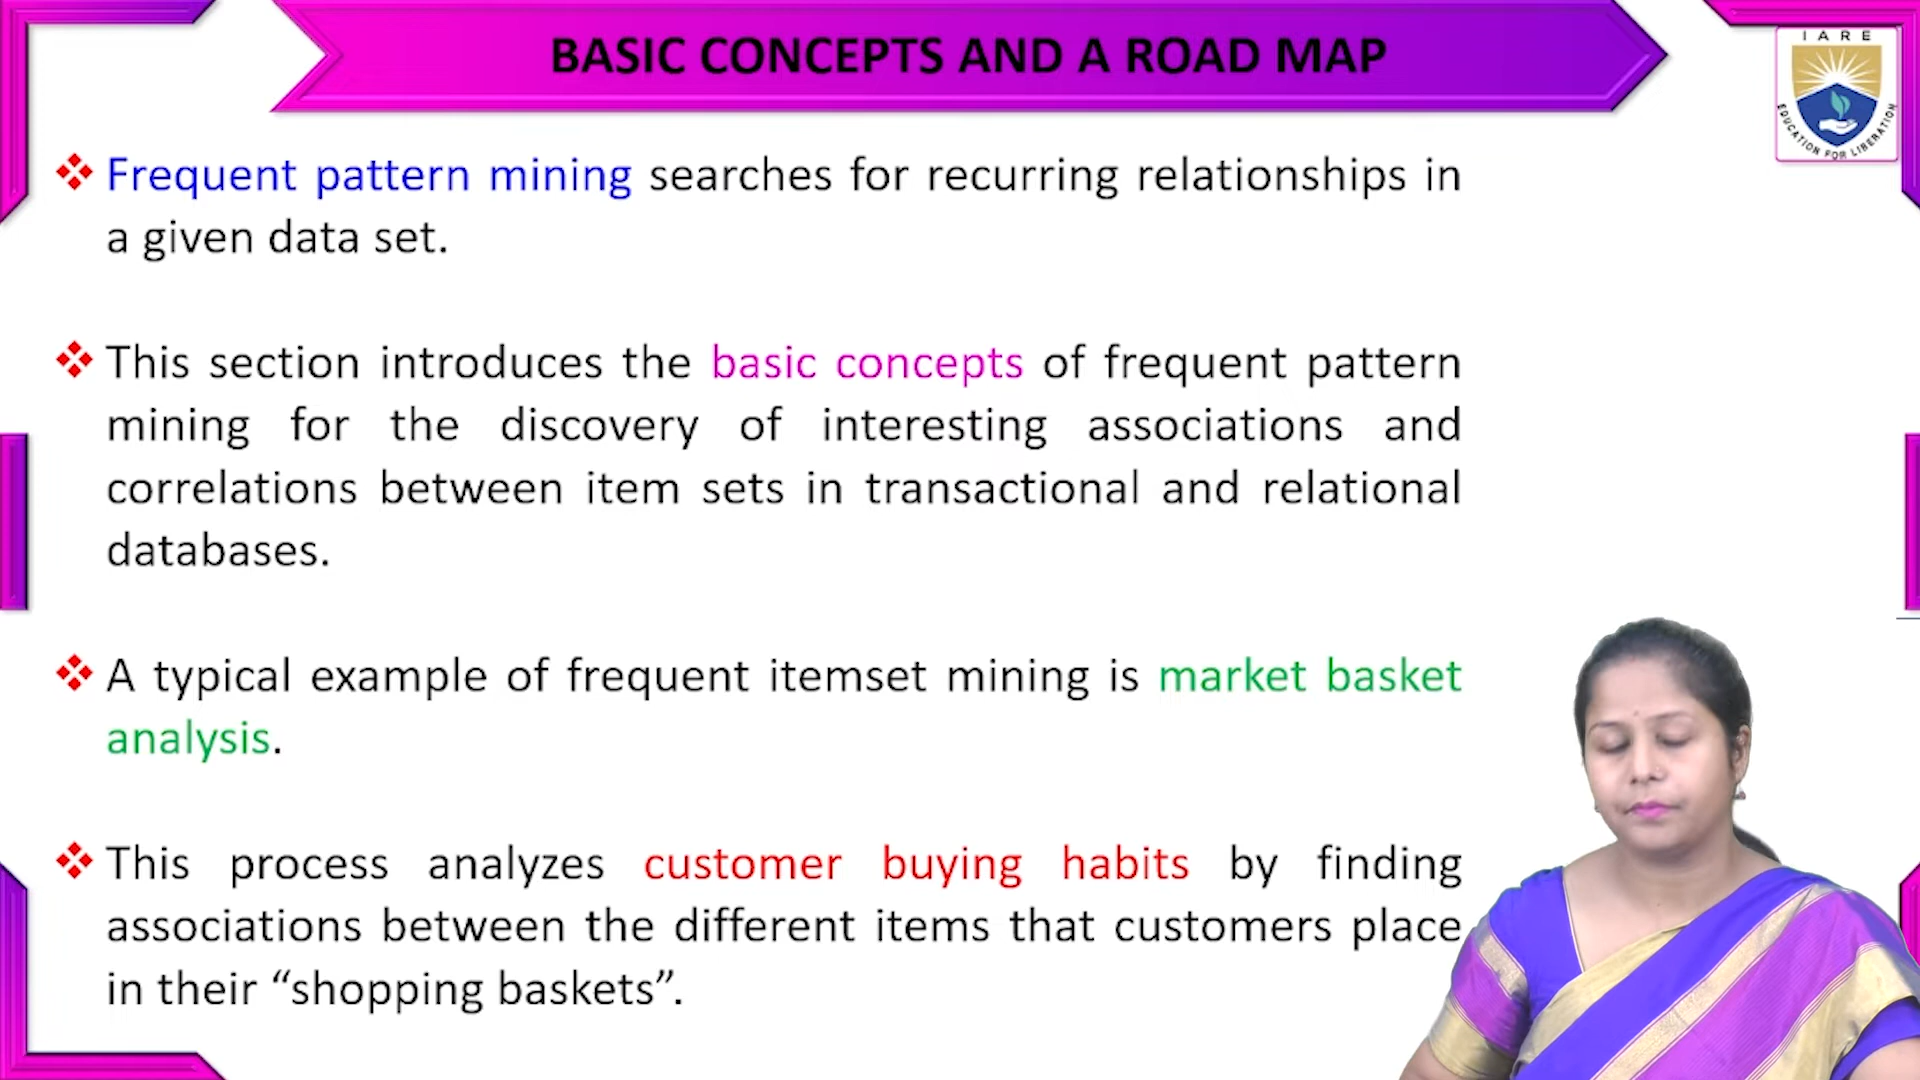 BASIC CONCEPTS AND A ROAD MAP
I A R E
EDUCATION FOR LIBERATION
Frequent pattern mining searches for recurring relationships in
a given data set.
This section introduces the basic concepts of frequent pattern
mining for the discovery of interesting associations and
correlations between item sets in transactional and relational
databases.
A typical example of frequent itemset mining is market basket
analysis.
This process analyzes customer buying habits by finding
associations between the different items that customers place
in their “shopping baskets”.